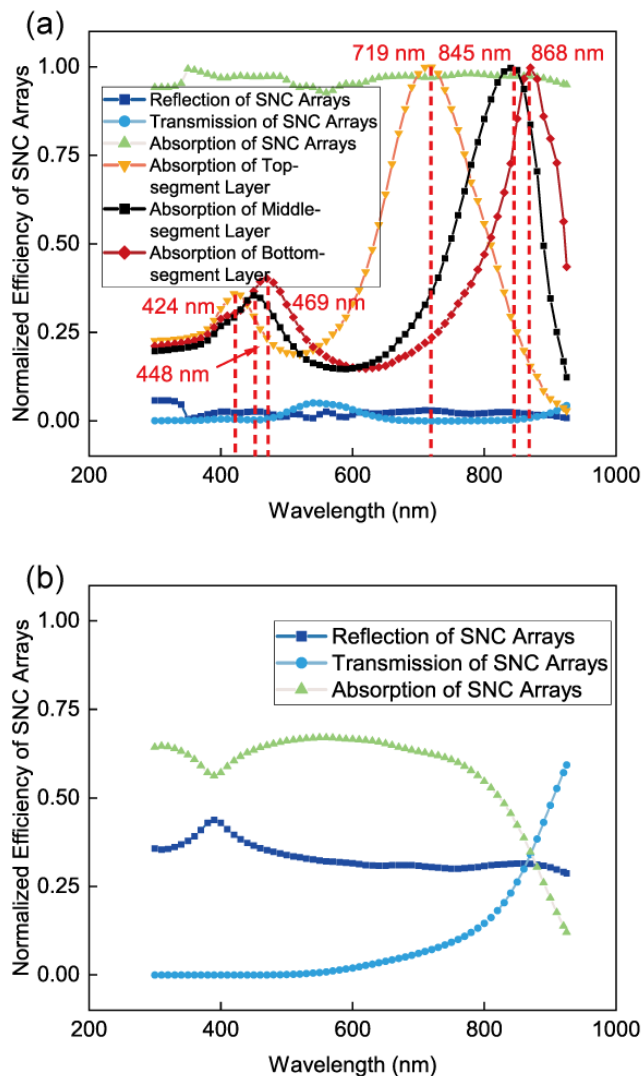 (a)
Normalized Efficiency of SNC Arrays
1.00
0.75
0.50
0.25
0.00
719 nm
845 nm
868 nm
Reflection of SNC Arrays
Transmission of SNC Arrays
Absorption of SNC Arrays
Absorption of Top-
segment Layer
Absorption of Middle-
segment Layer
Absorption of Bottom-
segment Layer
424 nm
469 nm
448 nm
200
400
600
800
1000
Wavelength (nm)
(b)
Normalized Efficiency of SNC Arrays
1.00
0.75
0.50
0.25
0.00
Reflection of SNC Arrays
Transmission of SNC Arrays
Absorption of SNC Arrays
200
400
600
800
1000
Wavelength (nm)